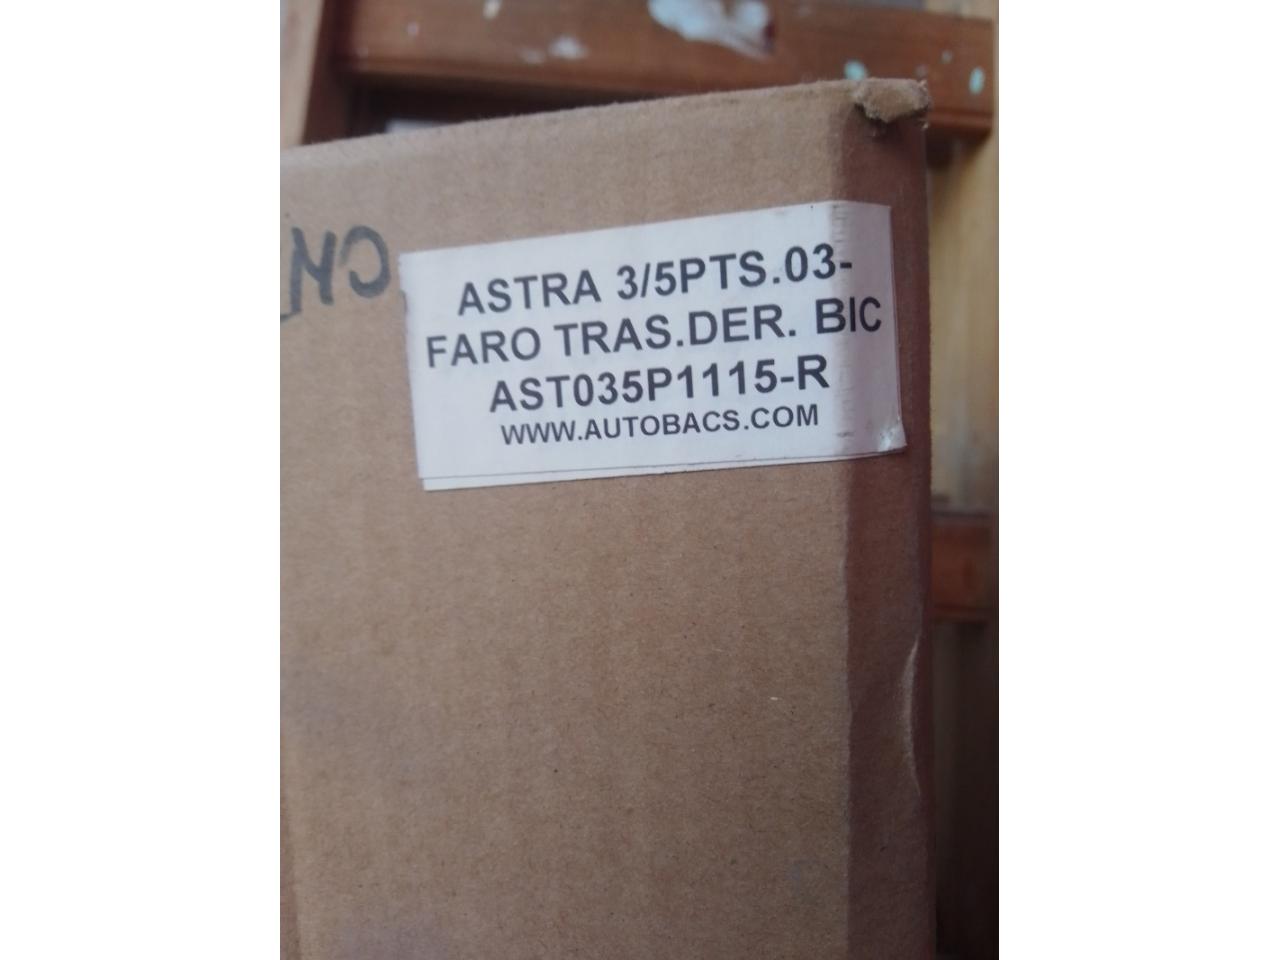 ASTRA 3/5PTS.03-
FARO TRAS.DER. BIC
AST035P1115-R
WWW.AUTOBACS.COM